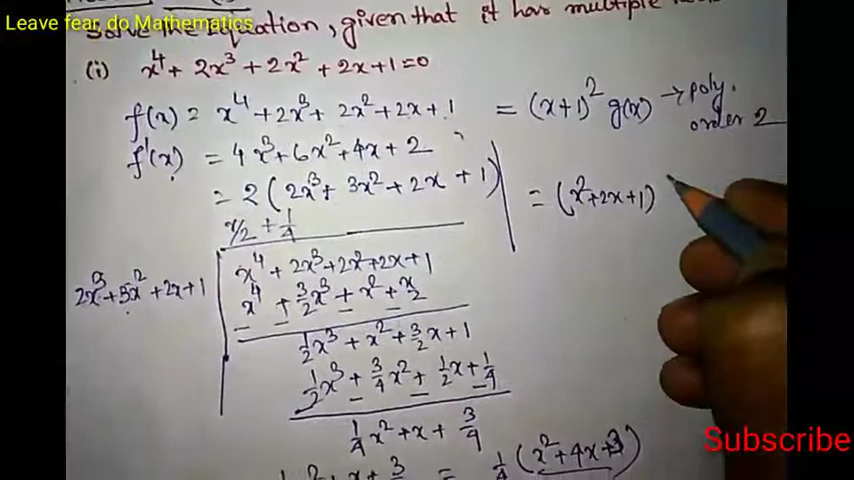 Leave fear, do Mathematics
solve the equation, given that it has multiple
(i) x⁴ + 2x³ + 2x² + 2x + 1 = 0
f(x) = x⁴ + 2x³ + 2x² + 2x + 1 = (x+1)² g(x) → poly.
order 2
f'(x) = 4x³ + 6x² + 4x + 2
= 2(2x³ + 3x² + 2x + 1) = (x² + 2x + 1)
x/2 + 1/4
2x³ + 3x² + 2x + 1
x⁴ + 2x³ + 2x² + 2x + 1
x⁴ + 3/2 x³ + x² + x/2
- - - -
1/2 x³ + x² + 3/2 x + 1
1/2 x³ + 3/4 x² + 1/2 x + 1/4
- - - -
1/4 x² + x + 3/4
x + 3/ = 1/4 (x² + 4x + 3)
Subscribe